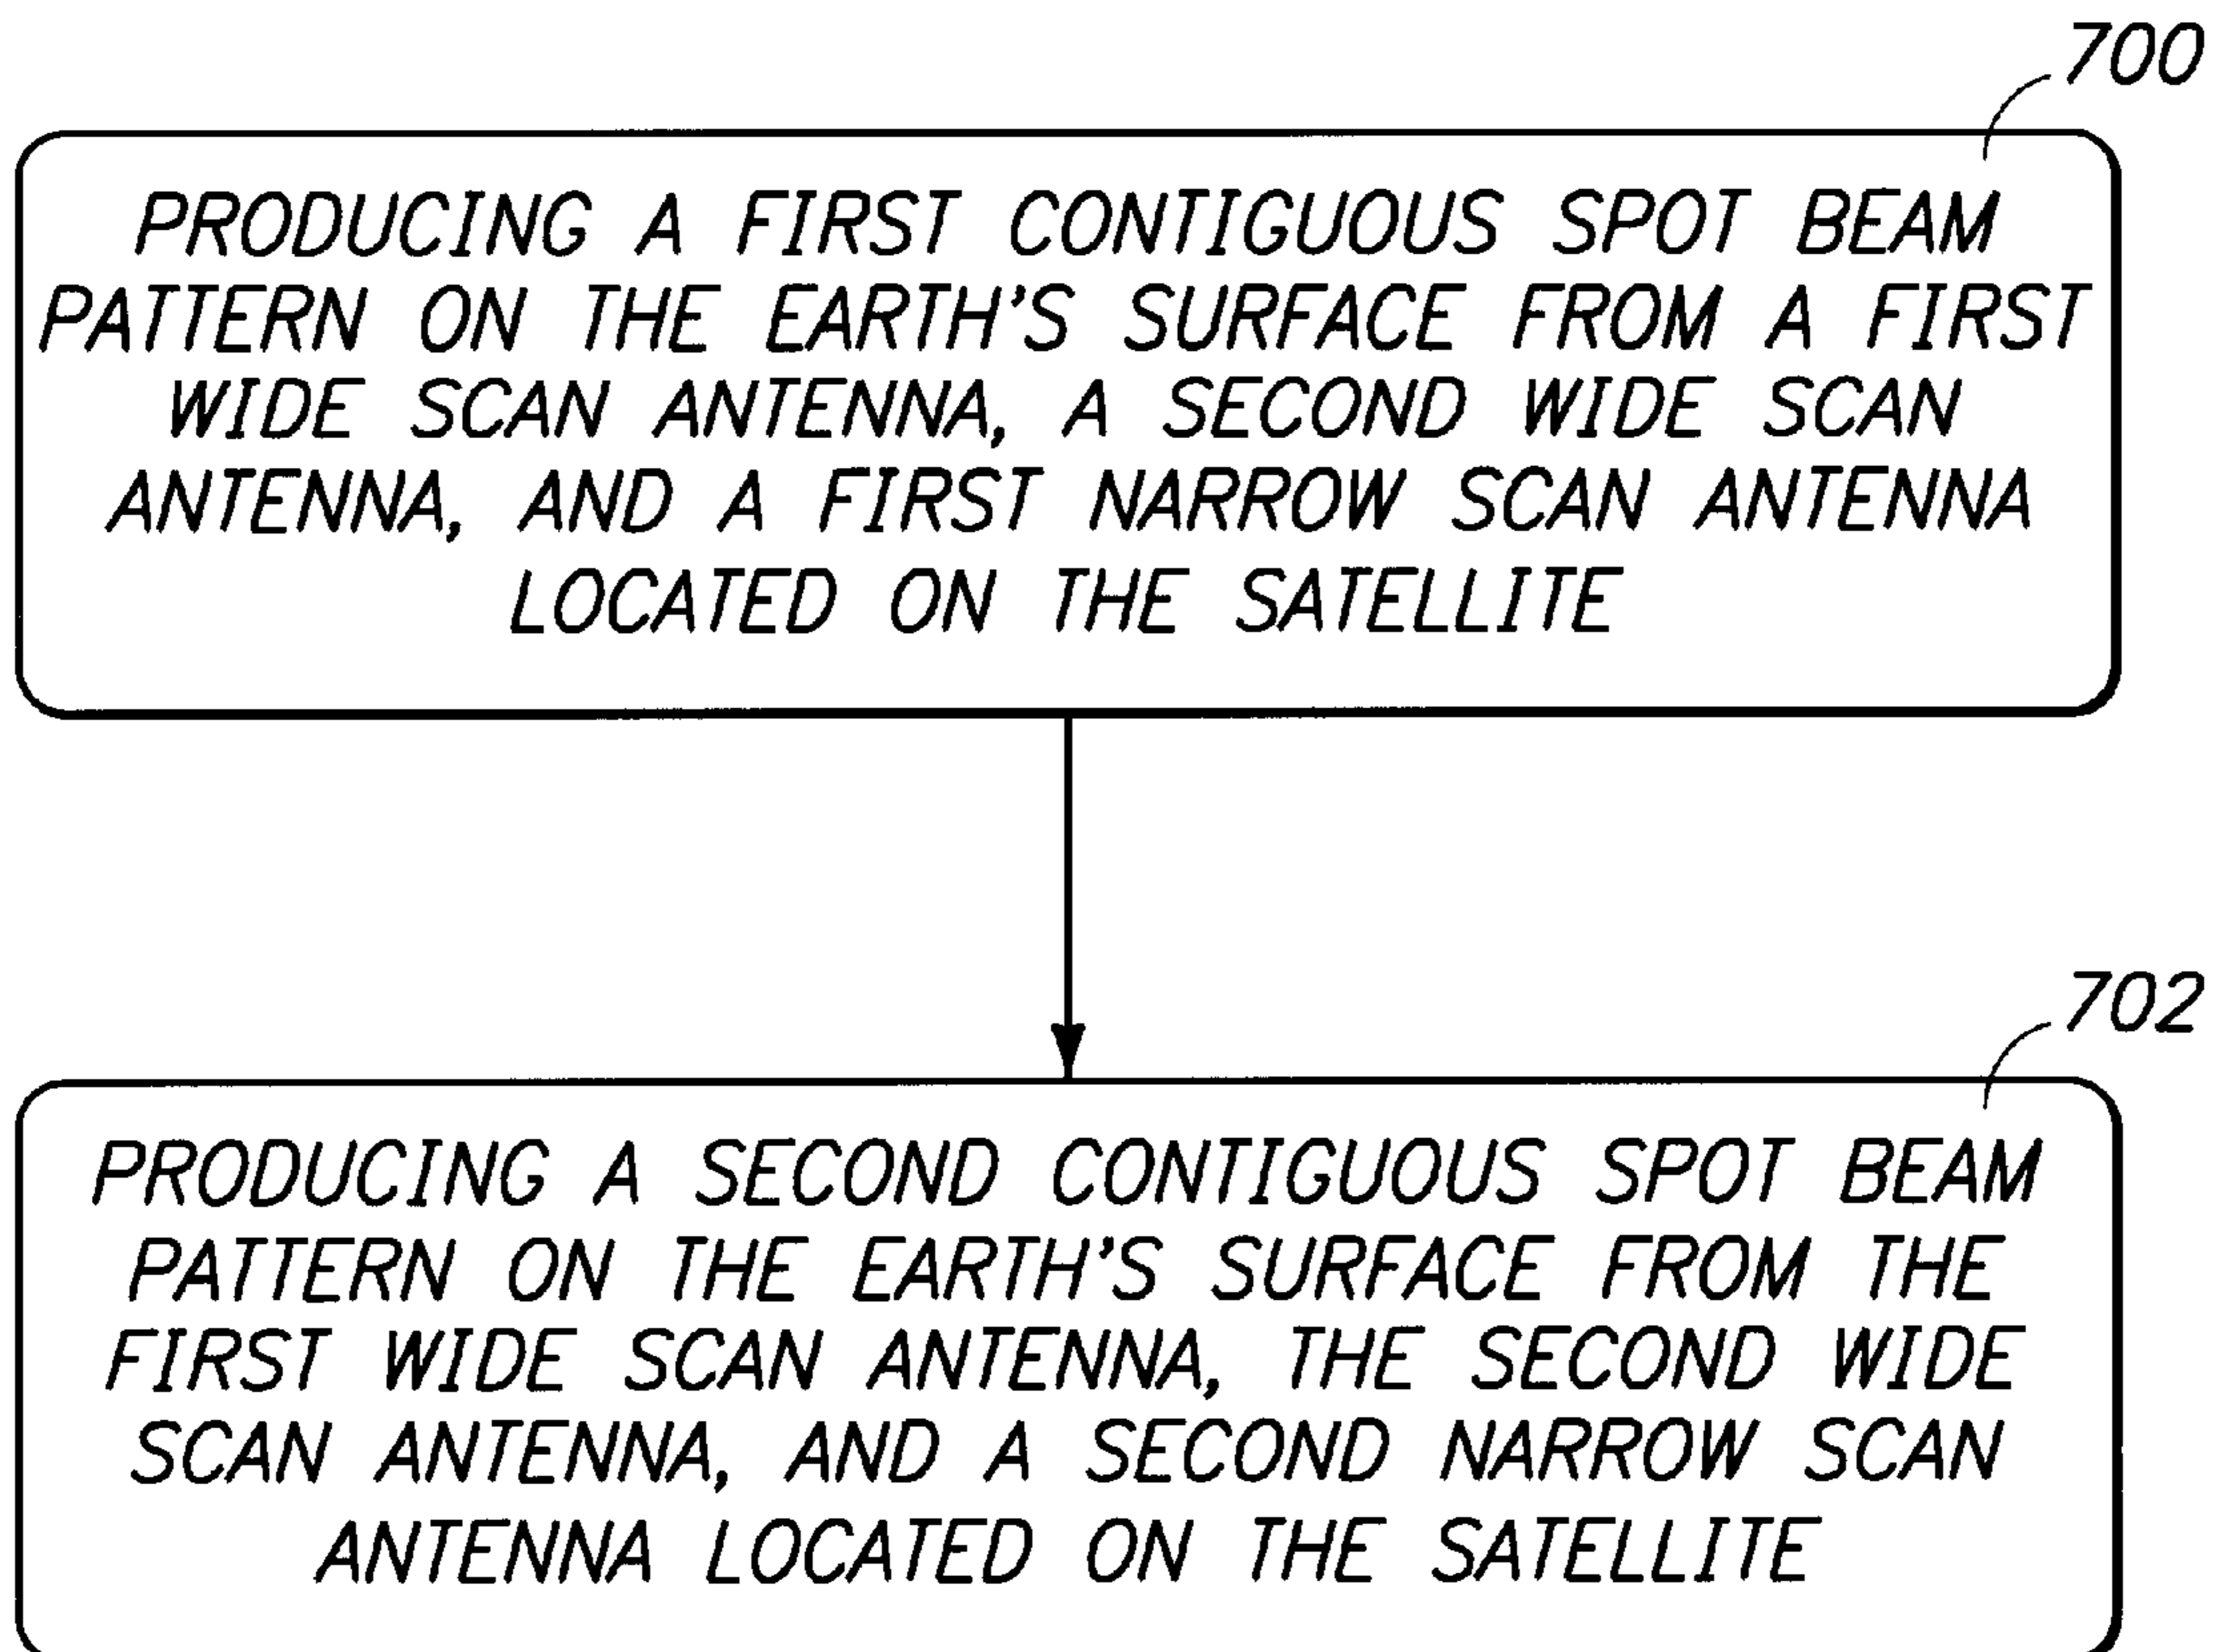 700
PRODUCING A FIRST CONTIGUOUS SPOT BEAM
PATTERN ON THE EARTH'S SURFACE FROM A FIRST
WIDE SCAN ANTENNA, A SECOND WIDE SCAN
ANTENNA, AND A FIRST NARROW SCAN ANTENNA
LOCATED ON THE SATELLITE
702
PRODUCING A SECOND CONTIGUOUS SPOT BEAM
PATTERN ON THE EARTH'S SURFACE FROM THE
FIRST WIDE SCAN ANTENNA, THE SECOND WIDE
SCAN ANTENNA, AND A SECOND NARROW SCAN
ANTENNA LOCATED ON THE SATELLITE